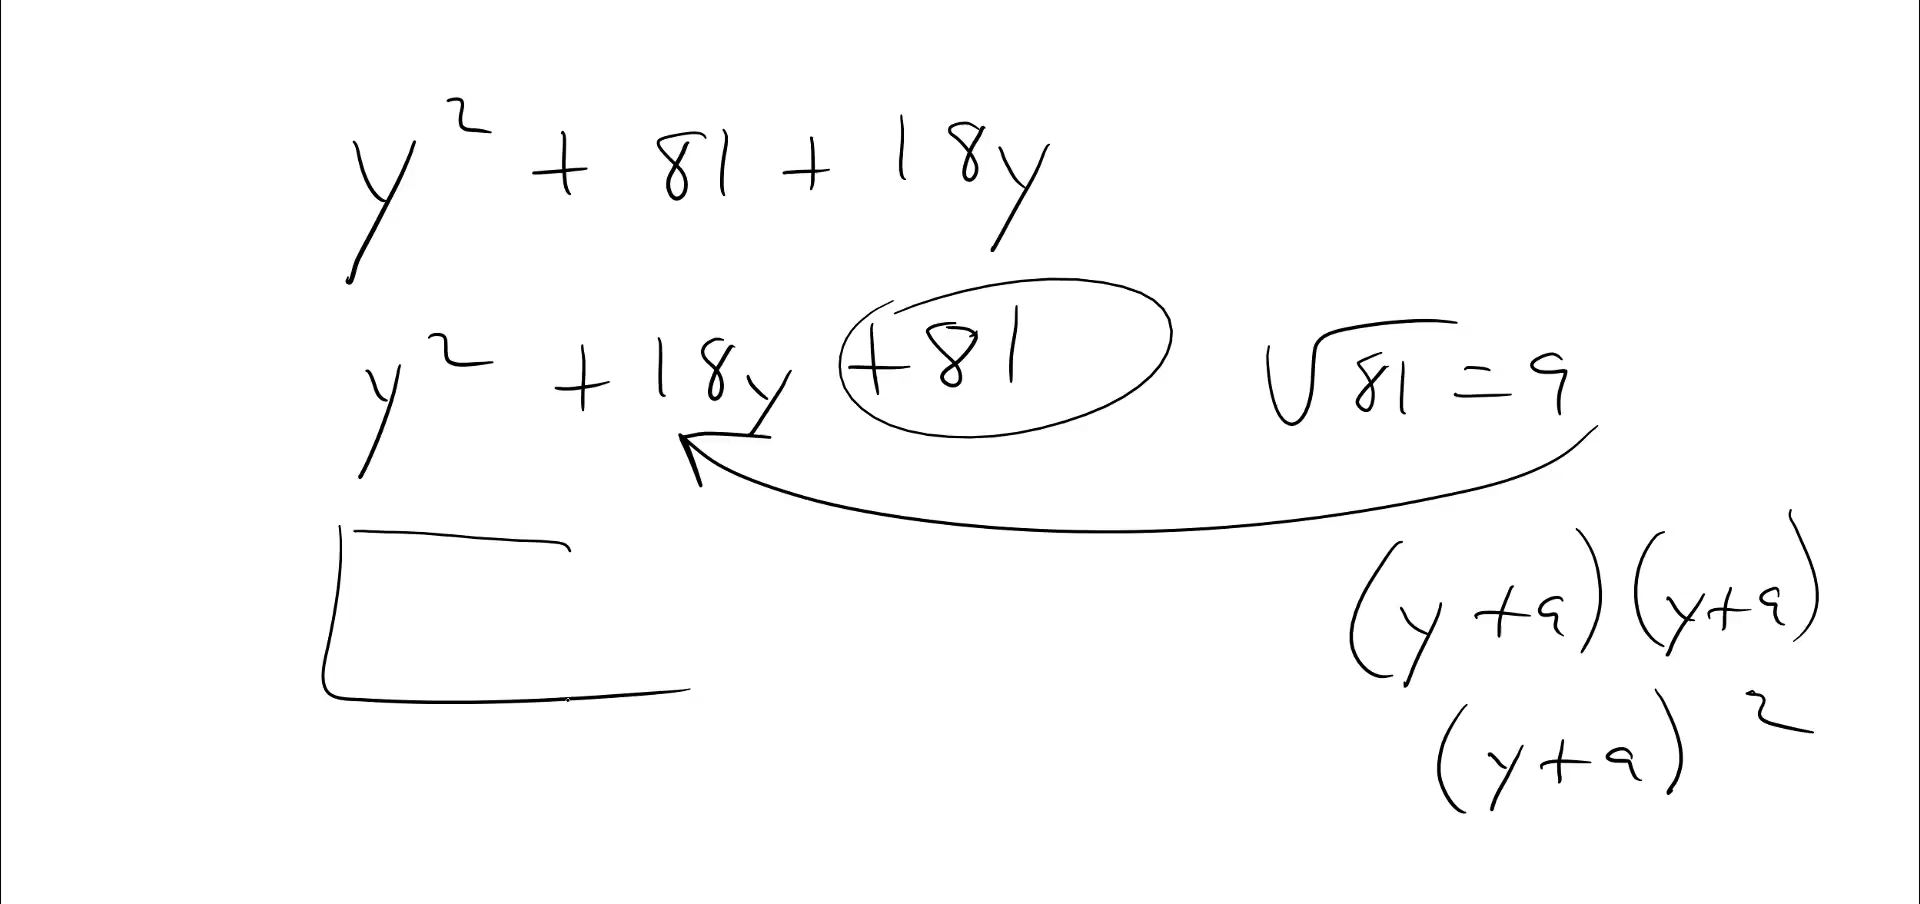 y² + 81 + 18y
y² + 18y + 81
√81 = 9
(y + 9)(y + 9)
(y + 9)²